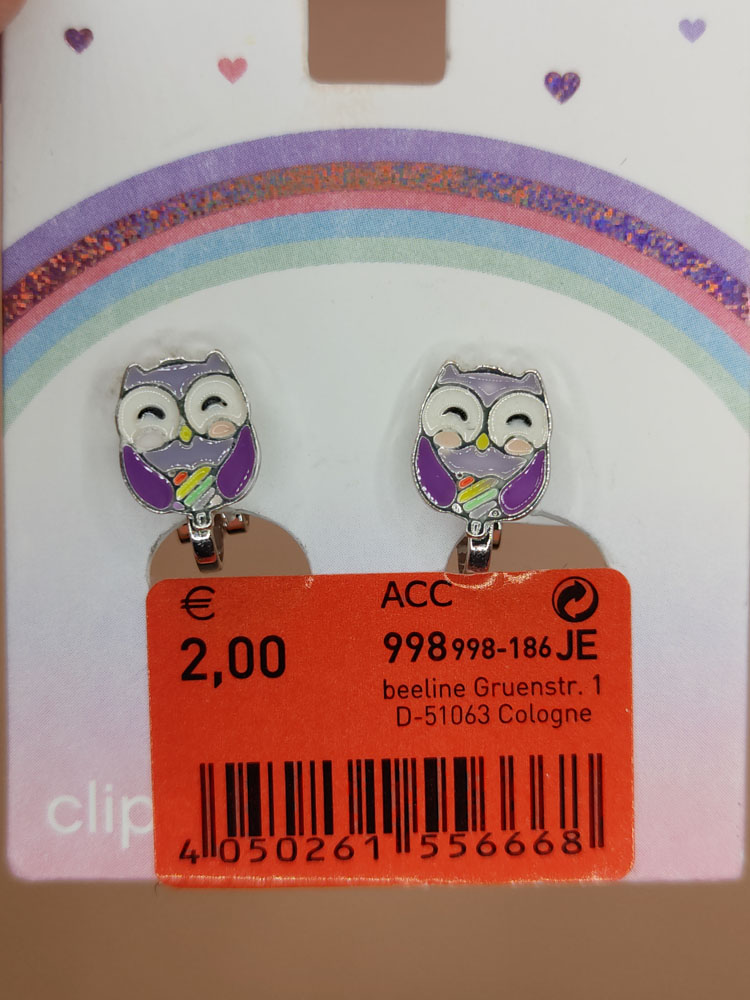 € ACC
2,00 998998-186JE
beeline Gruenstr. 1
D-51063 Cologne
clip
4 050261 556668